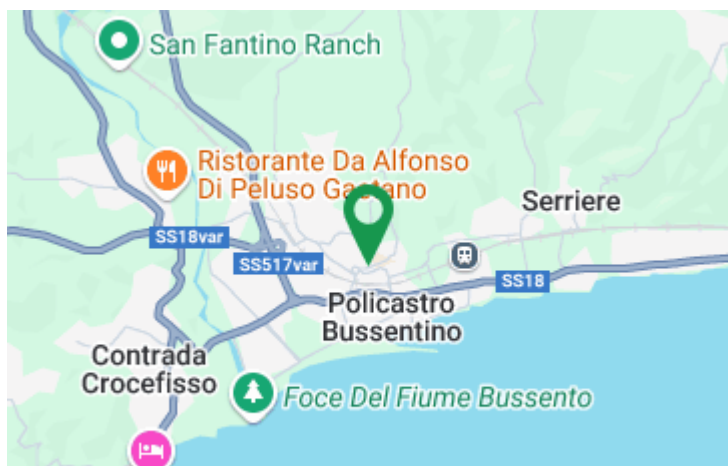 San Fantino Ranch
Ristorante Da Alfonso
Di Peluso Gaetano
Serriere
SS18var
SS517var
SS18
Policastro
Bussentino
Contrada
Crocefisso
Foce Del Fiume Bussento